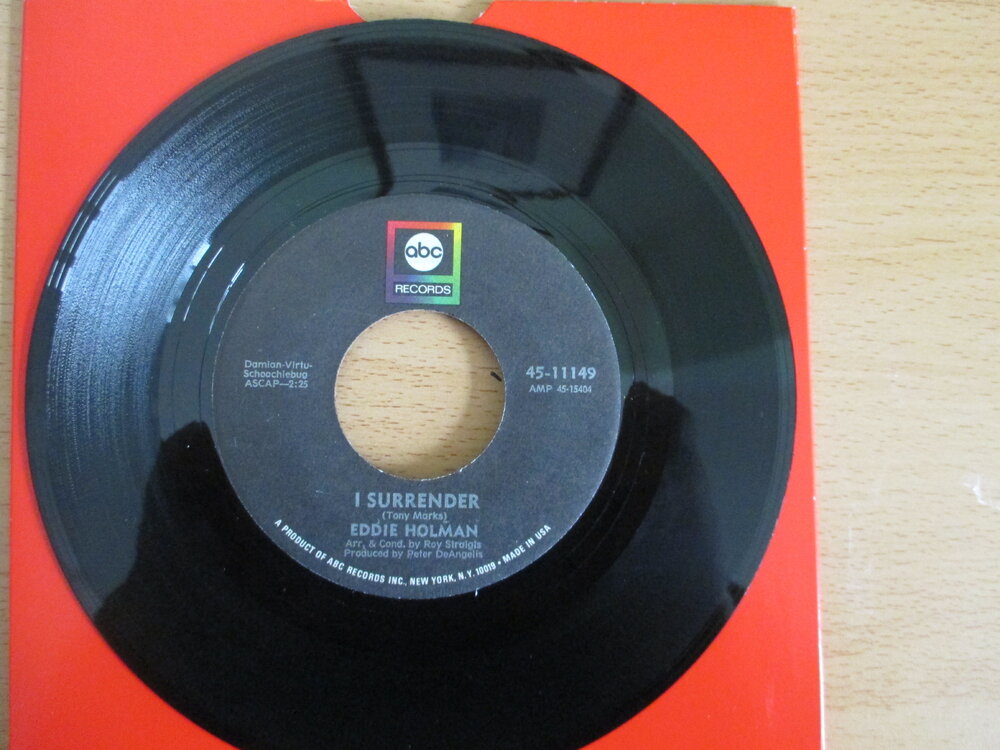 abc
RECORDS
Damian-Virtu-
Schoochiebug
ASCAP—2:25
45-11149
AMP 45-15404
I SURRENDER
(Tony Marks)
EDDIE HOLMAN
Arr. & Cond. by Roy Straigis
Produced by Peter DeAngelis
A PRODUCT OF ABC RECORDS INC., NEW YORK, N.Y. 10019 • MADE IN USA